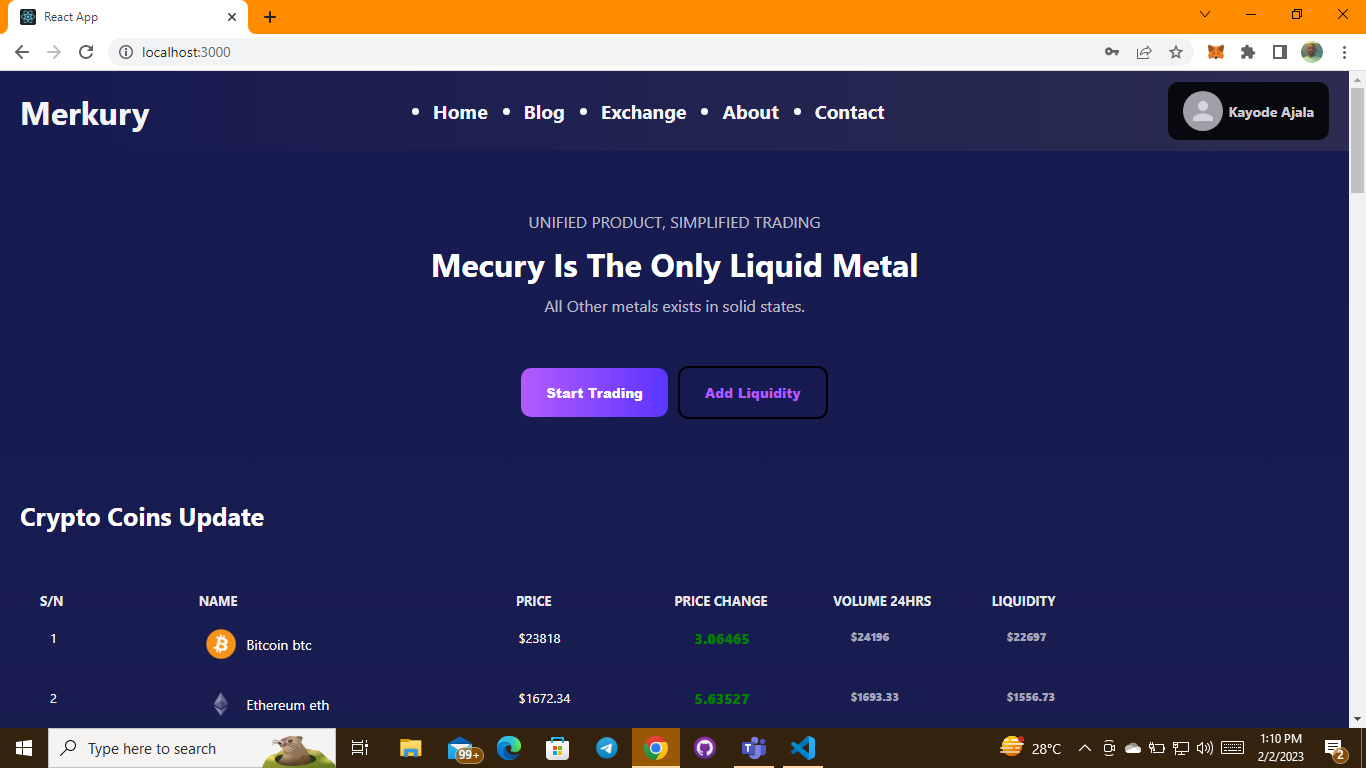 React App
localhost:3000
Merkury
Home Blog Exchange About Contact
Kayode Ajala
UNIFIED PRODUCT, SIMPLIFIED TRADING
Mecury Is The Only Liquid Metal
All Other metals exists in solid states.
Start Trading Add Liquidity
Crypto Coins Update
S/N NAME PRICE PRICE CHANGE VOLUME 24HRS LIQUIDITY
1 Bitcoin btc $23818 3.06465 $24196 $22697
2 Ethereum eth $1672.34 5.63527 $1693.33 $1556.73
Type here to search
99+
28°C
1:10 PM
2/2/2023
2